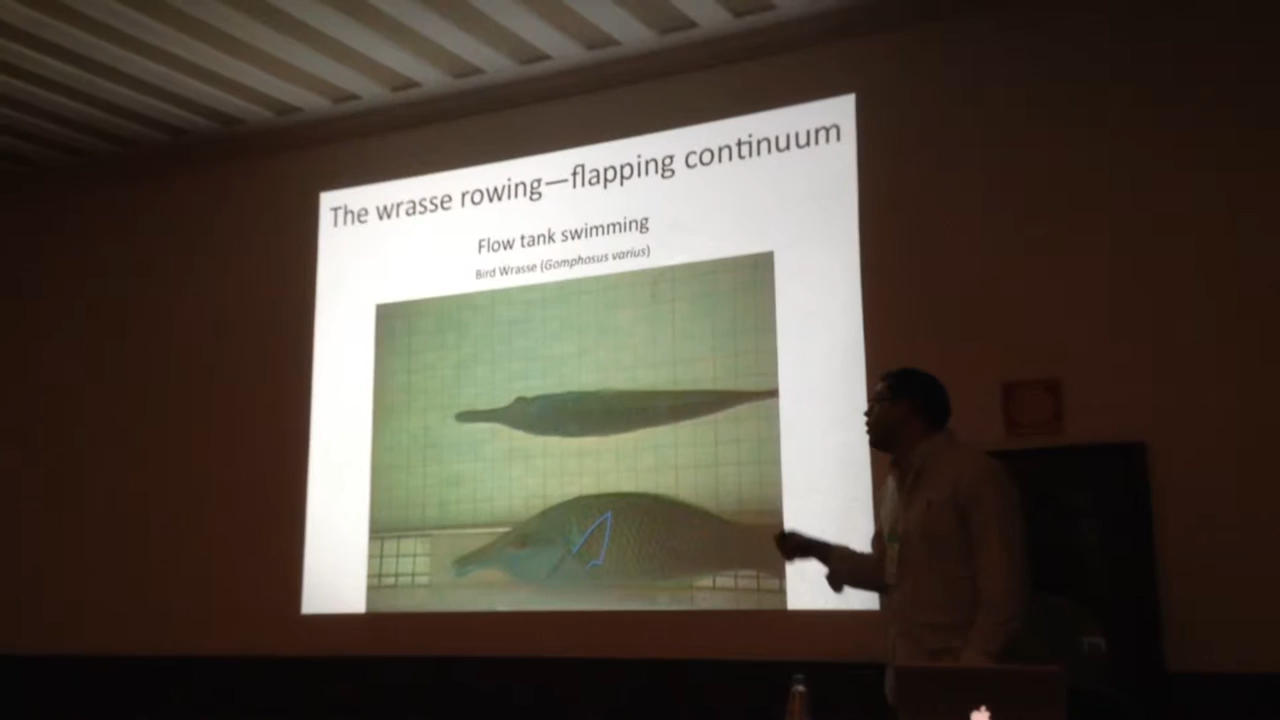 The wrasse rowing—flapping continuum
Flow tank swimming
Bird Wrasse (Gomphosus varius)